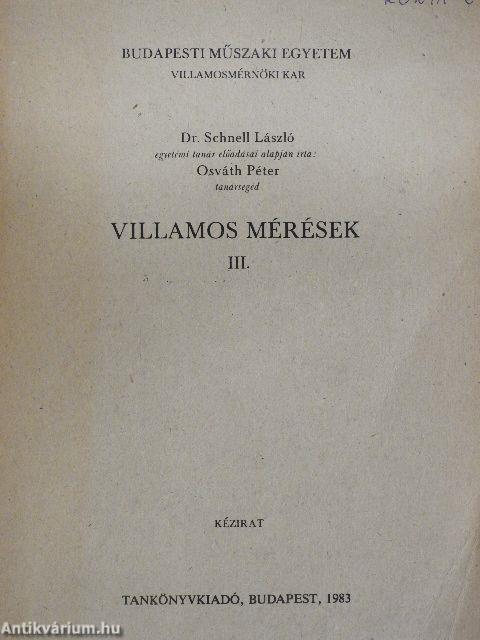 BUDAPESTI MŰSZAKI EGYETEM
VILLAMOSMÉRNÖKI KAR
Dr. Schnell László
egyetemi tanár előadásai alapján írta:
Osváth Péter
tanársegéd
VILLAMOS MÉRÉSEK
III.
KÉZIRAT
TANKÖNYVKIADÓ, BUDAPEST, 1983
Antikvárium.hu